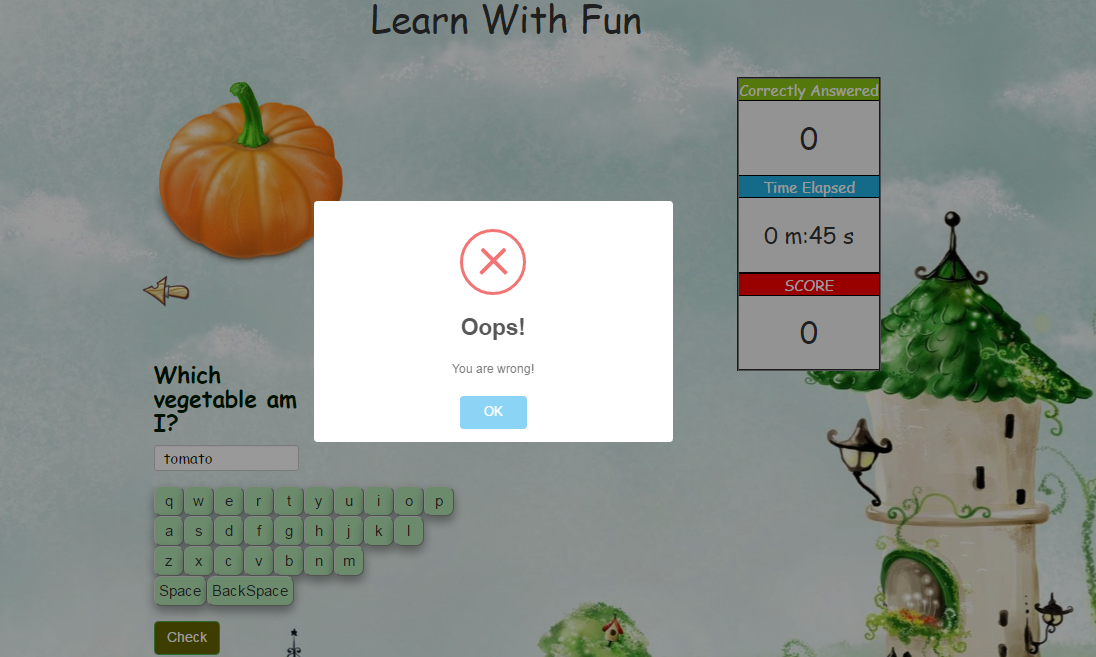 Learn With Fun
Correctly Answered
0
Time Elapsed
0 m:45 s
SCORE
0
Oops!
You are wrong!
OK
Which
vegetable am
I?
tomato
q w e r t y u i o p
a s d f g h j k l
z x c v b n m
Space BackSpace
Check